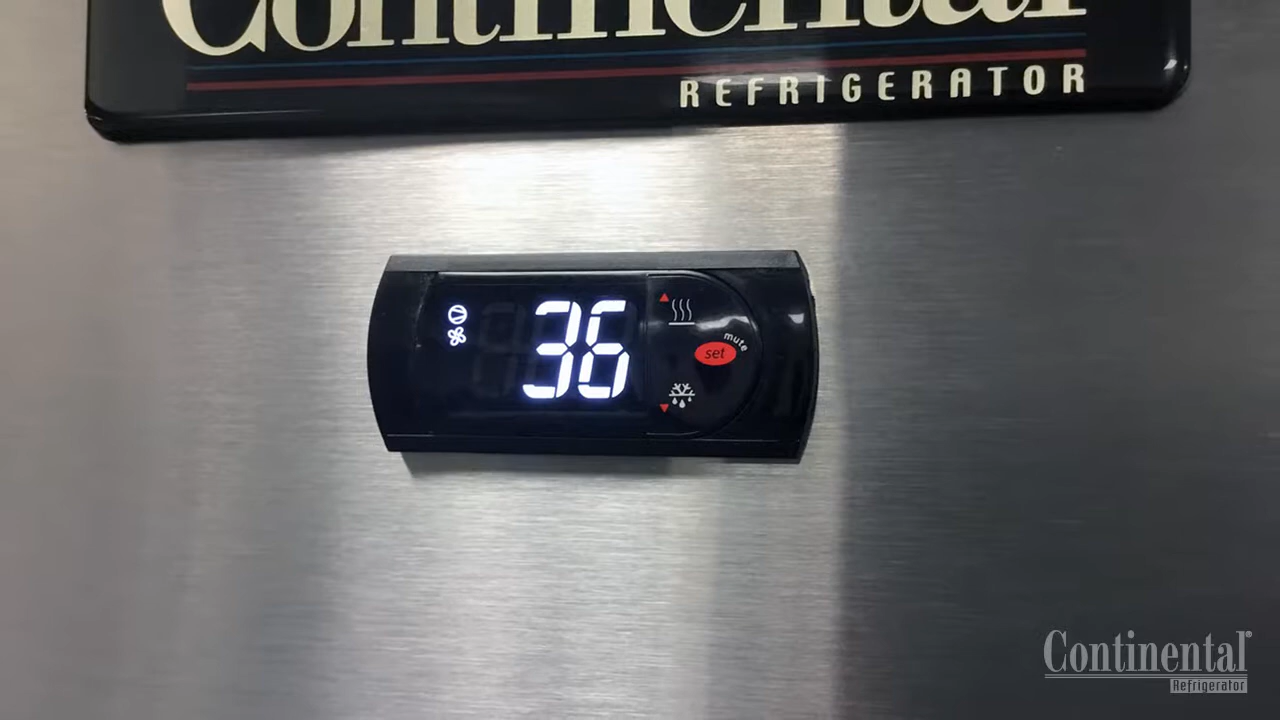 Continental
REFRIGERATOR
36
mute
set
Continental®
Refrigerator